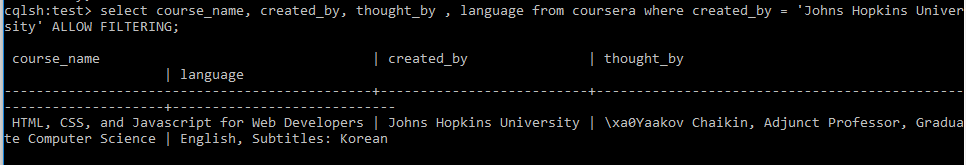 cqlsh:test> select course_name, created_by, thought_by , language from coursera where created_by = 'Johns Hopkins Univer
sity' ALLOW FILTERING;
course_name | created_by | thought_by
| language
--------------------------------------------+-------------------------+--------------------------------------------
-------------------+---------------------------
HTML, CSS, and Javascript for Web Developers | Johns Hopkins University | \xa0Yaakov Chaikin, Adjunct Professor, Gradua
te Computer Science | English, Subtitles: Korean